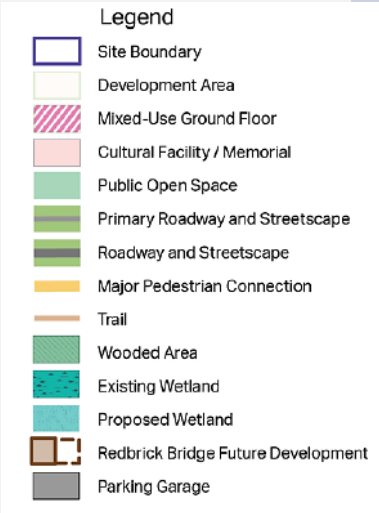 Legend
Site Boundary
Development Area
Mixed-Use Ground Floor
Cultural Facility / Memorial
Public Open Space
Primary Roadway and Streetscape
Roadway and Streetscape
Major Pedestrian Connection
Trail
Wooded Area
Existing Wetland
Proposed Wetland
Redbrick Bridge Future Development
Parking Garage